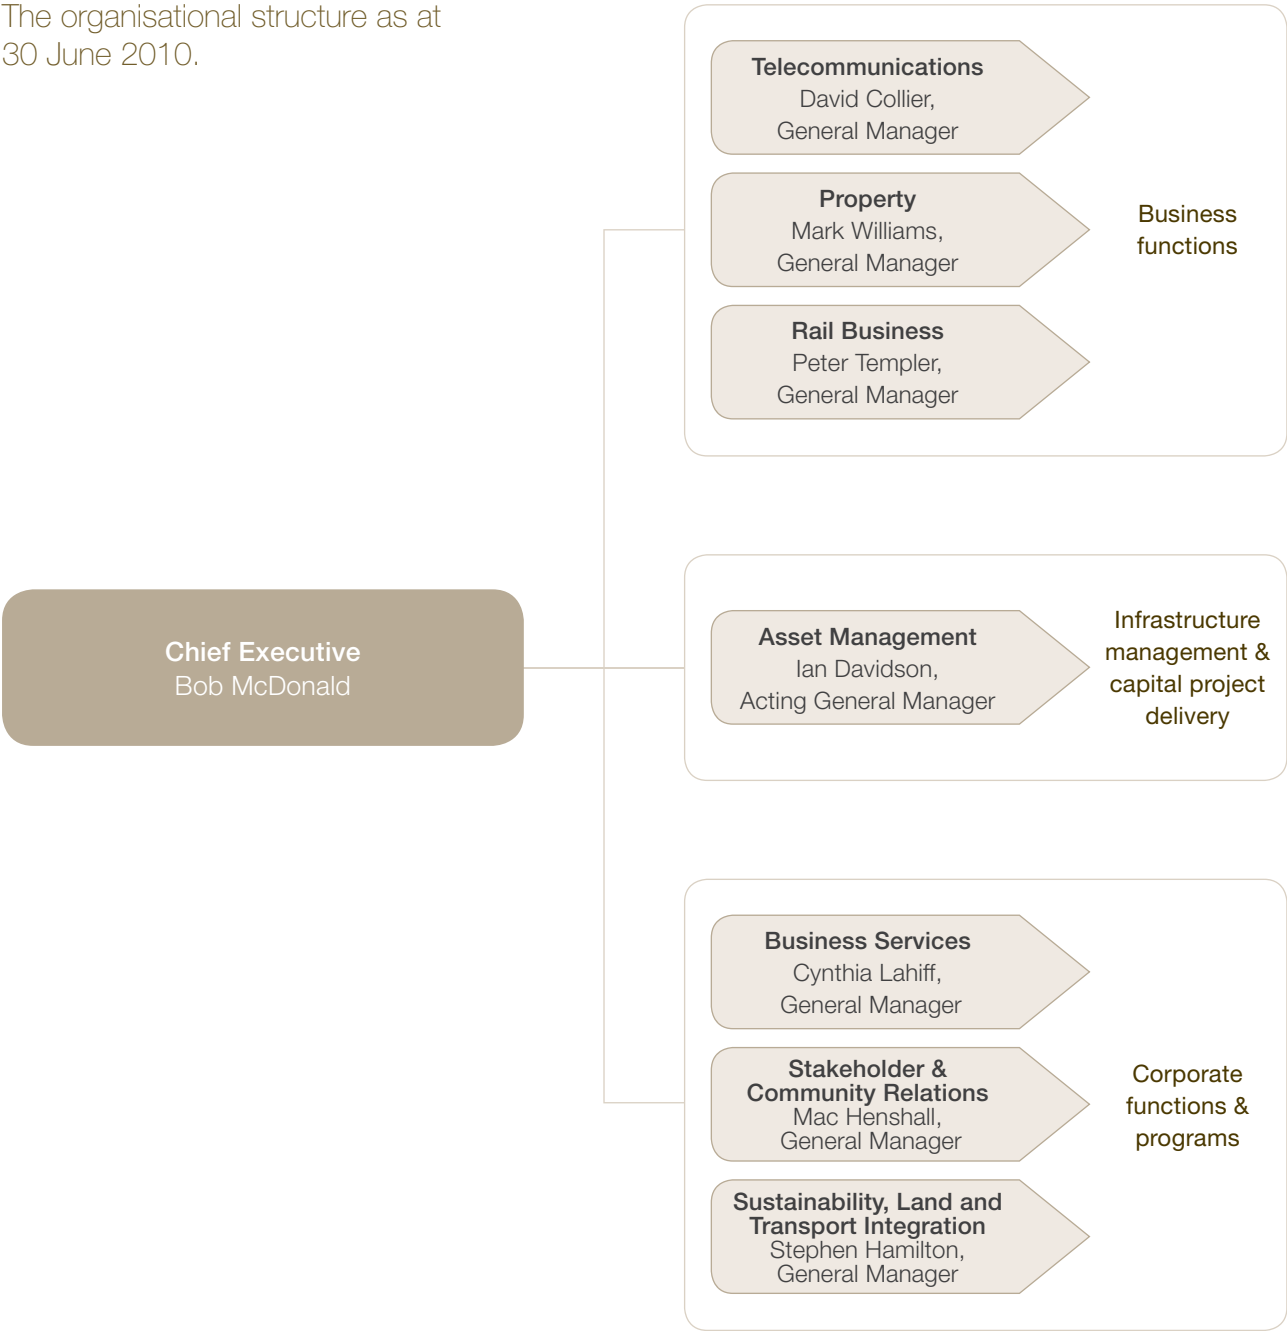 The organisational structure as at
30 June 2010.
Telecommunications
David Collier,
General Manager
Property
Mark Williams,
General Manager
Rail Business
Peter Templer,
General Manager
Business
functions
Chief Executive
Bob McDonald
Asset Management
Ian Davidson,
Acting General Manager
Infrastructure
management &
capital project
delivery
Business Services
Cynthia Lahiff,
General Manager
Stakeholder &
Community Relations
Mac Henshall,
General Manager
Sustainability, Land and
Transport Integration
Stephen Hamilton,
General Manager
Corporate
functions &
programs